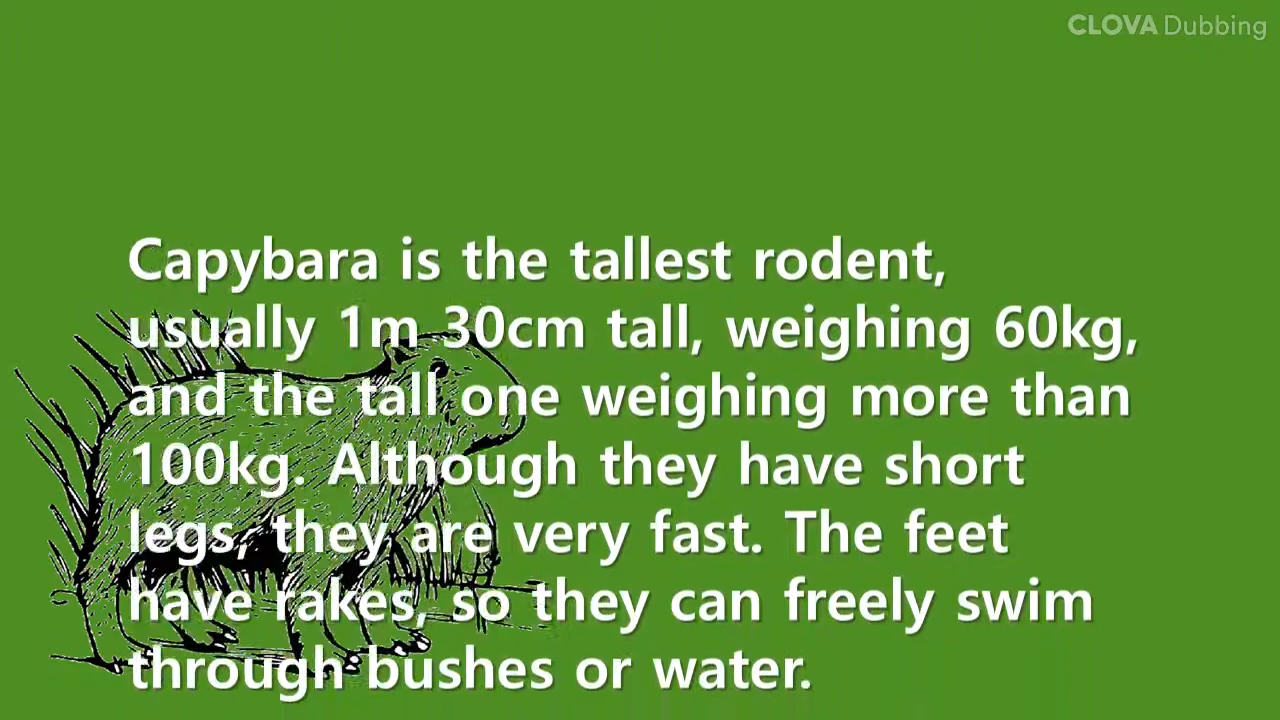 CLOVA Dubbing
Capybara is the tallest rodent,
usually 1m 30cm tall, weighing 60kg,
and the tall one weighing more than
100kg. Although they have short
legs, they are very fast. The feet
have rakes, so they can freely swim
through bushes or water.